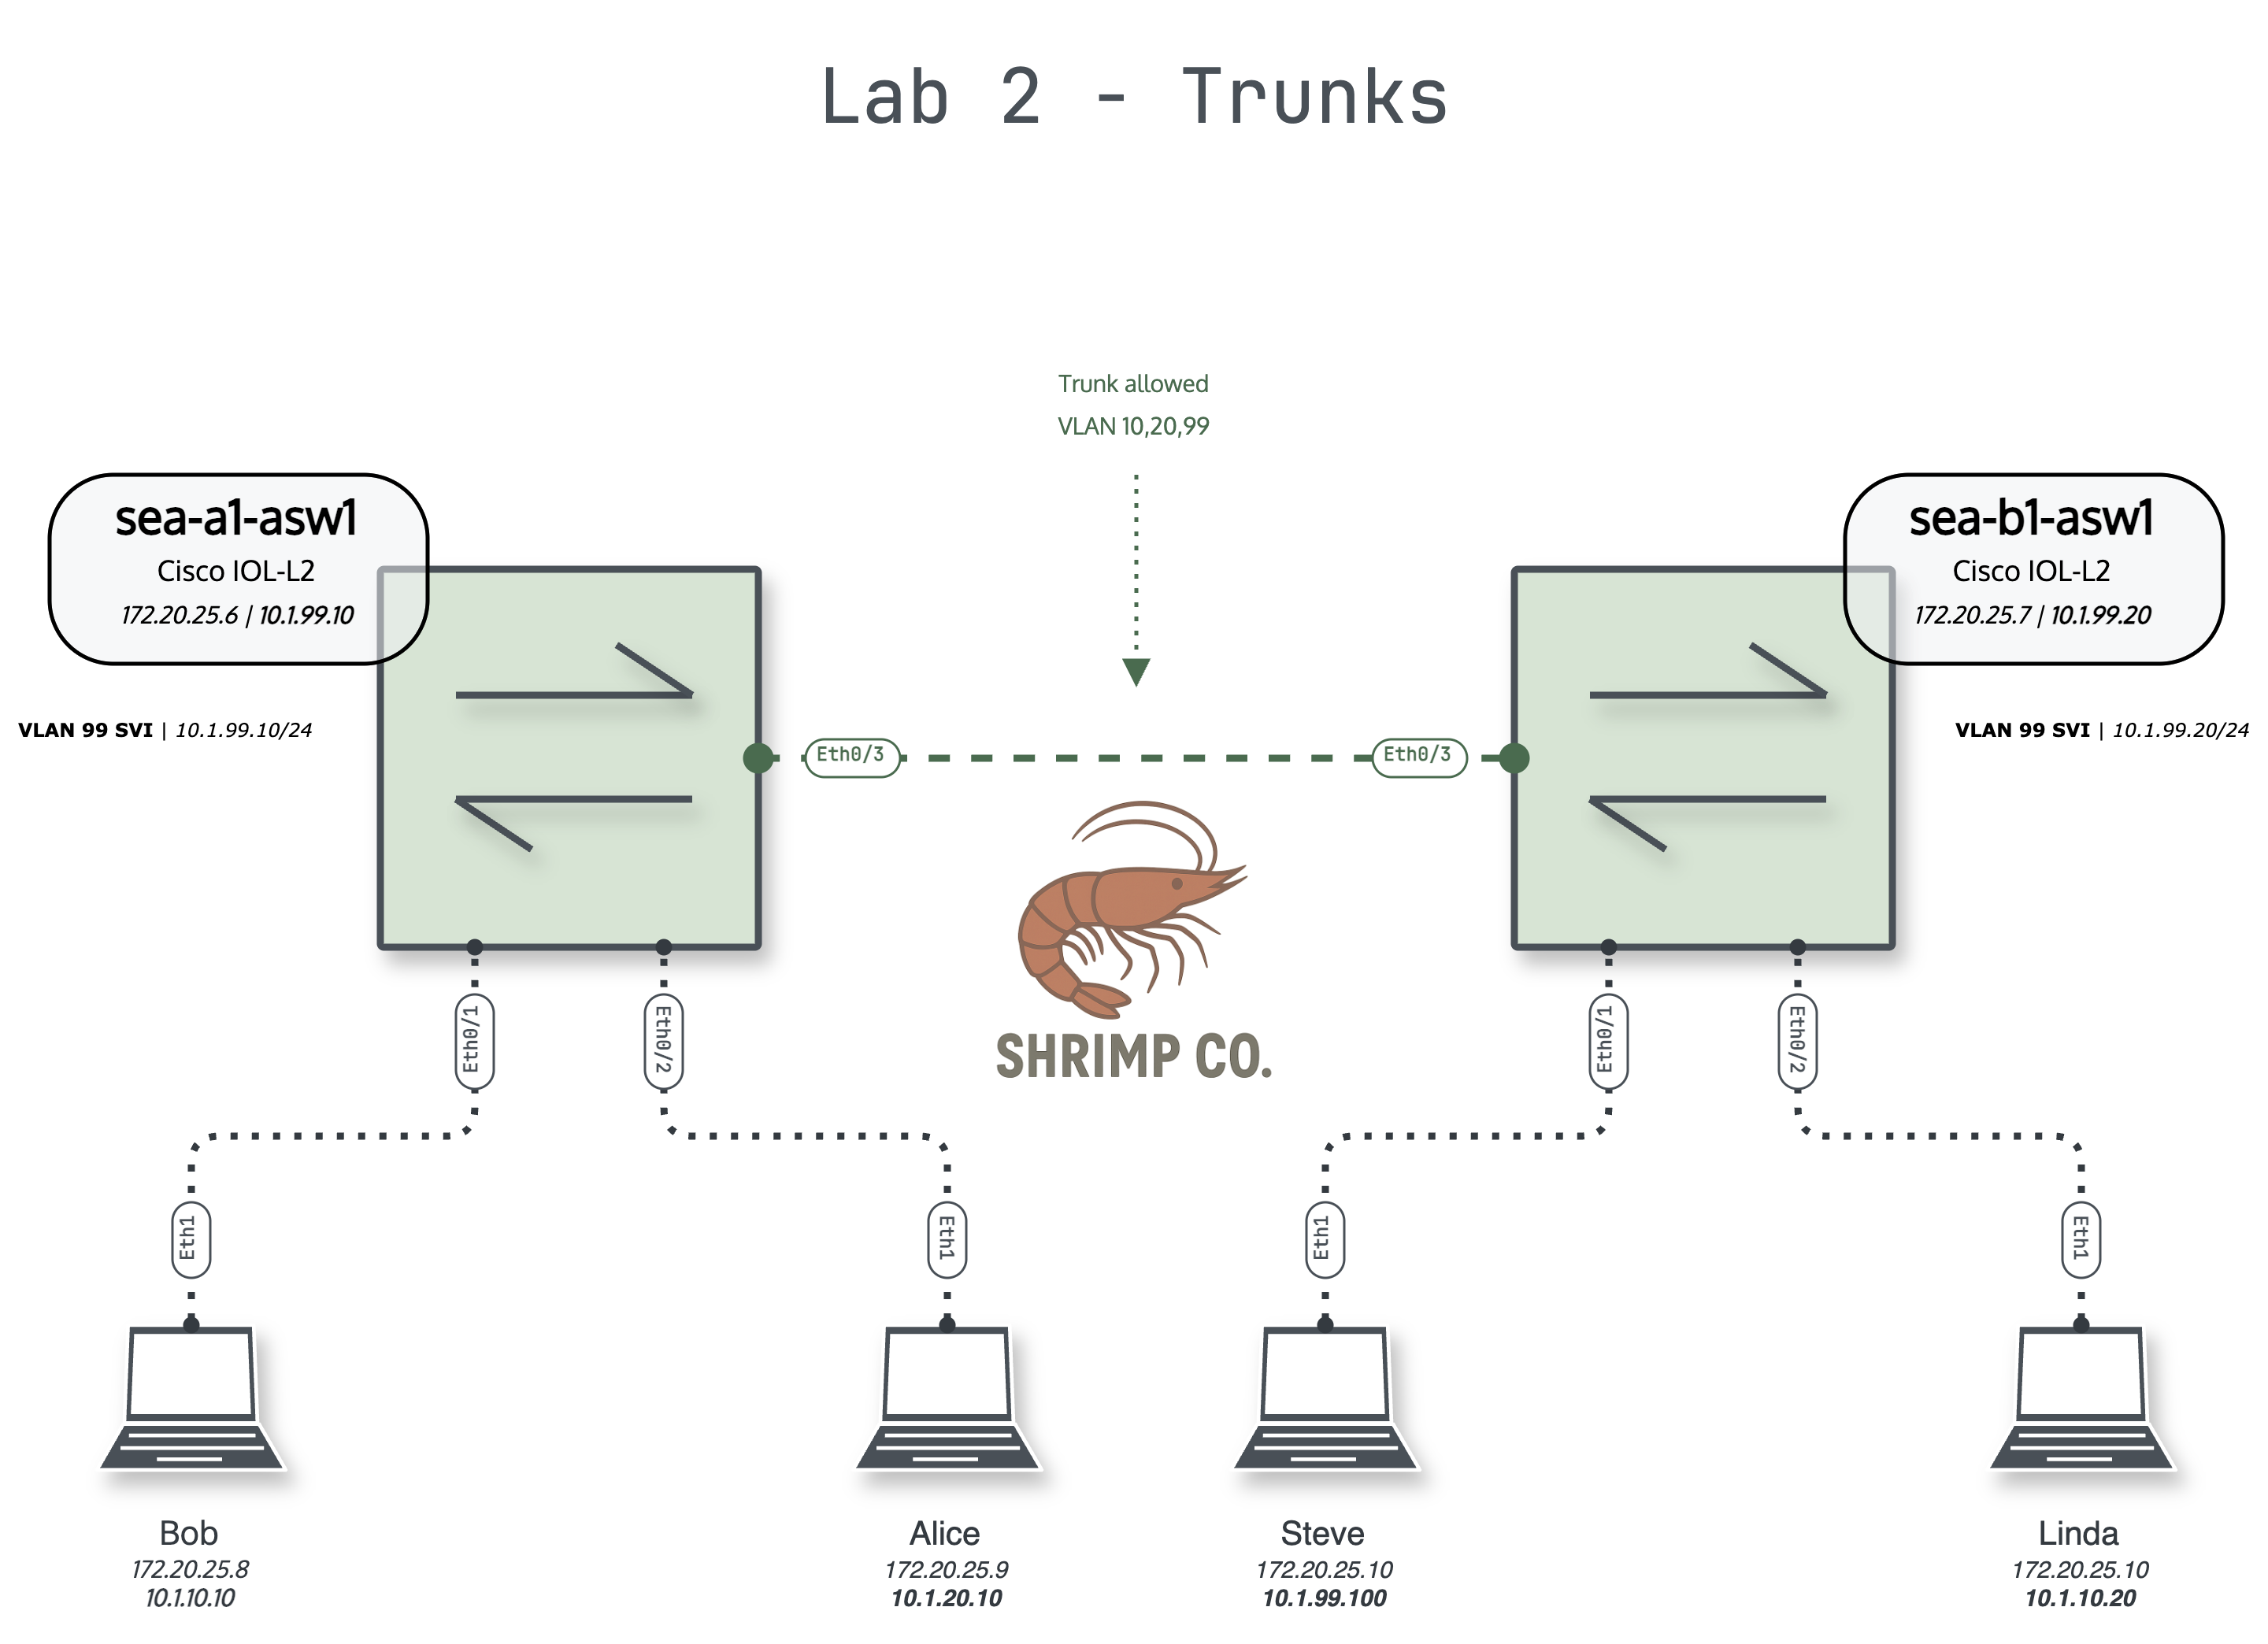 Lab 2 - Trunks
Trunk allowed
VLAN 10,20,99
sea-a1-asw1
Cisco IOL-L2
172.20.25.6 | 10.1.99.10
sea-b1-asw1
Cisco IOL-L2
172.20.25.7 | 10.1.99.20
VLAN 99 SVI | 10.1.99.10/24
VLAN 99 SVI | 10.1.99.20/24
Eth0/3
Eth0/3
SHRIMP CO.
Eth0/1
Eth0/2
Eth0/1
Eth0/2
Eth1
Eth1
Eth1
Eth1
Bob
172.20.25.8
10.1.10.10
Alice
172.20.25.9
10.1.20.10
Steve
172.20.25.10
10.1.99.100
Linda
172.20.25.10
10.1.10.20